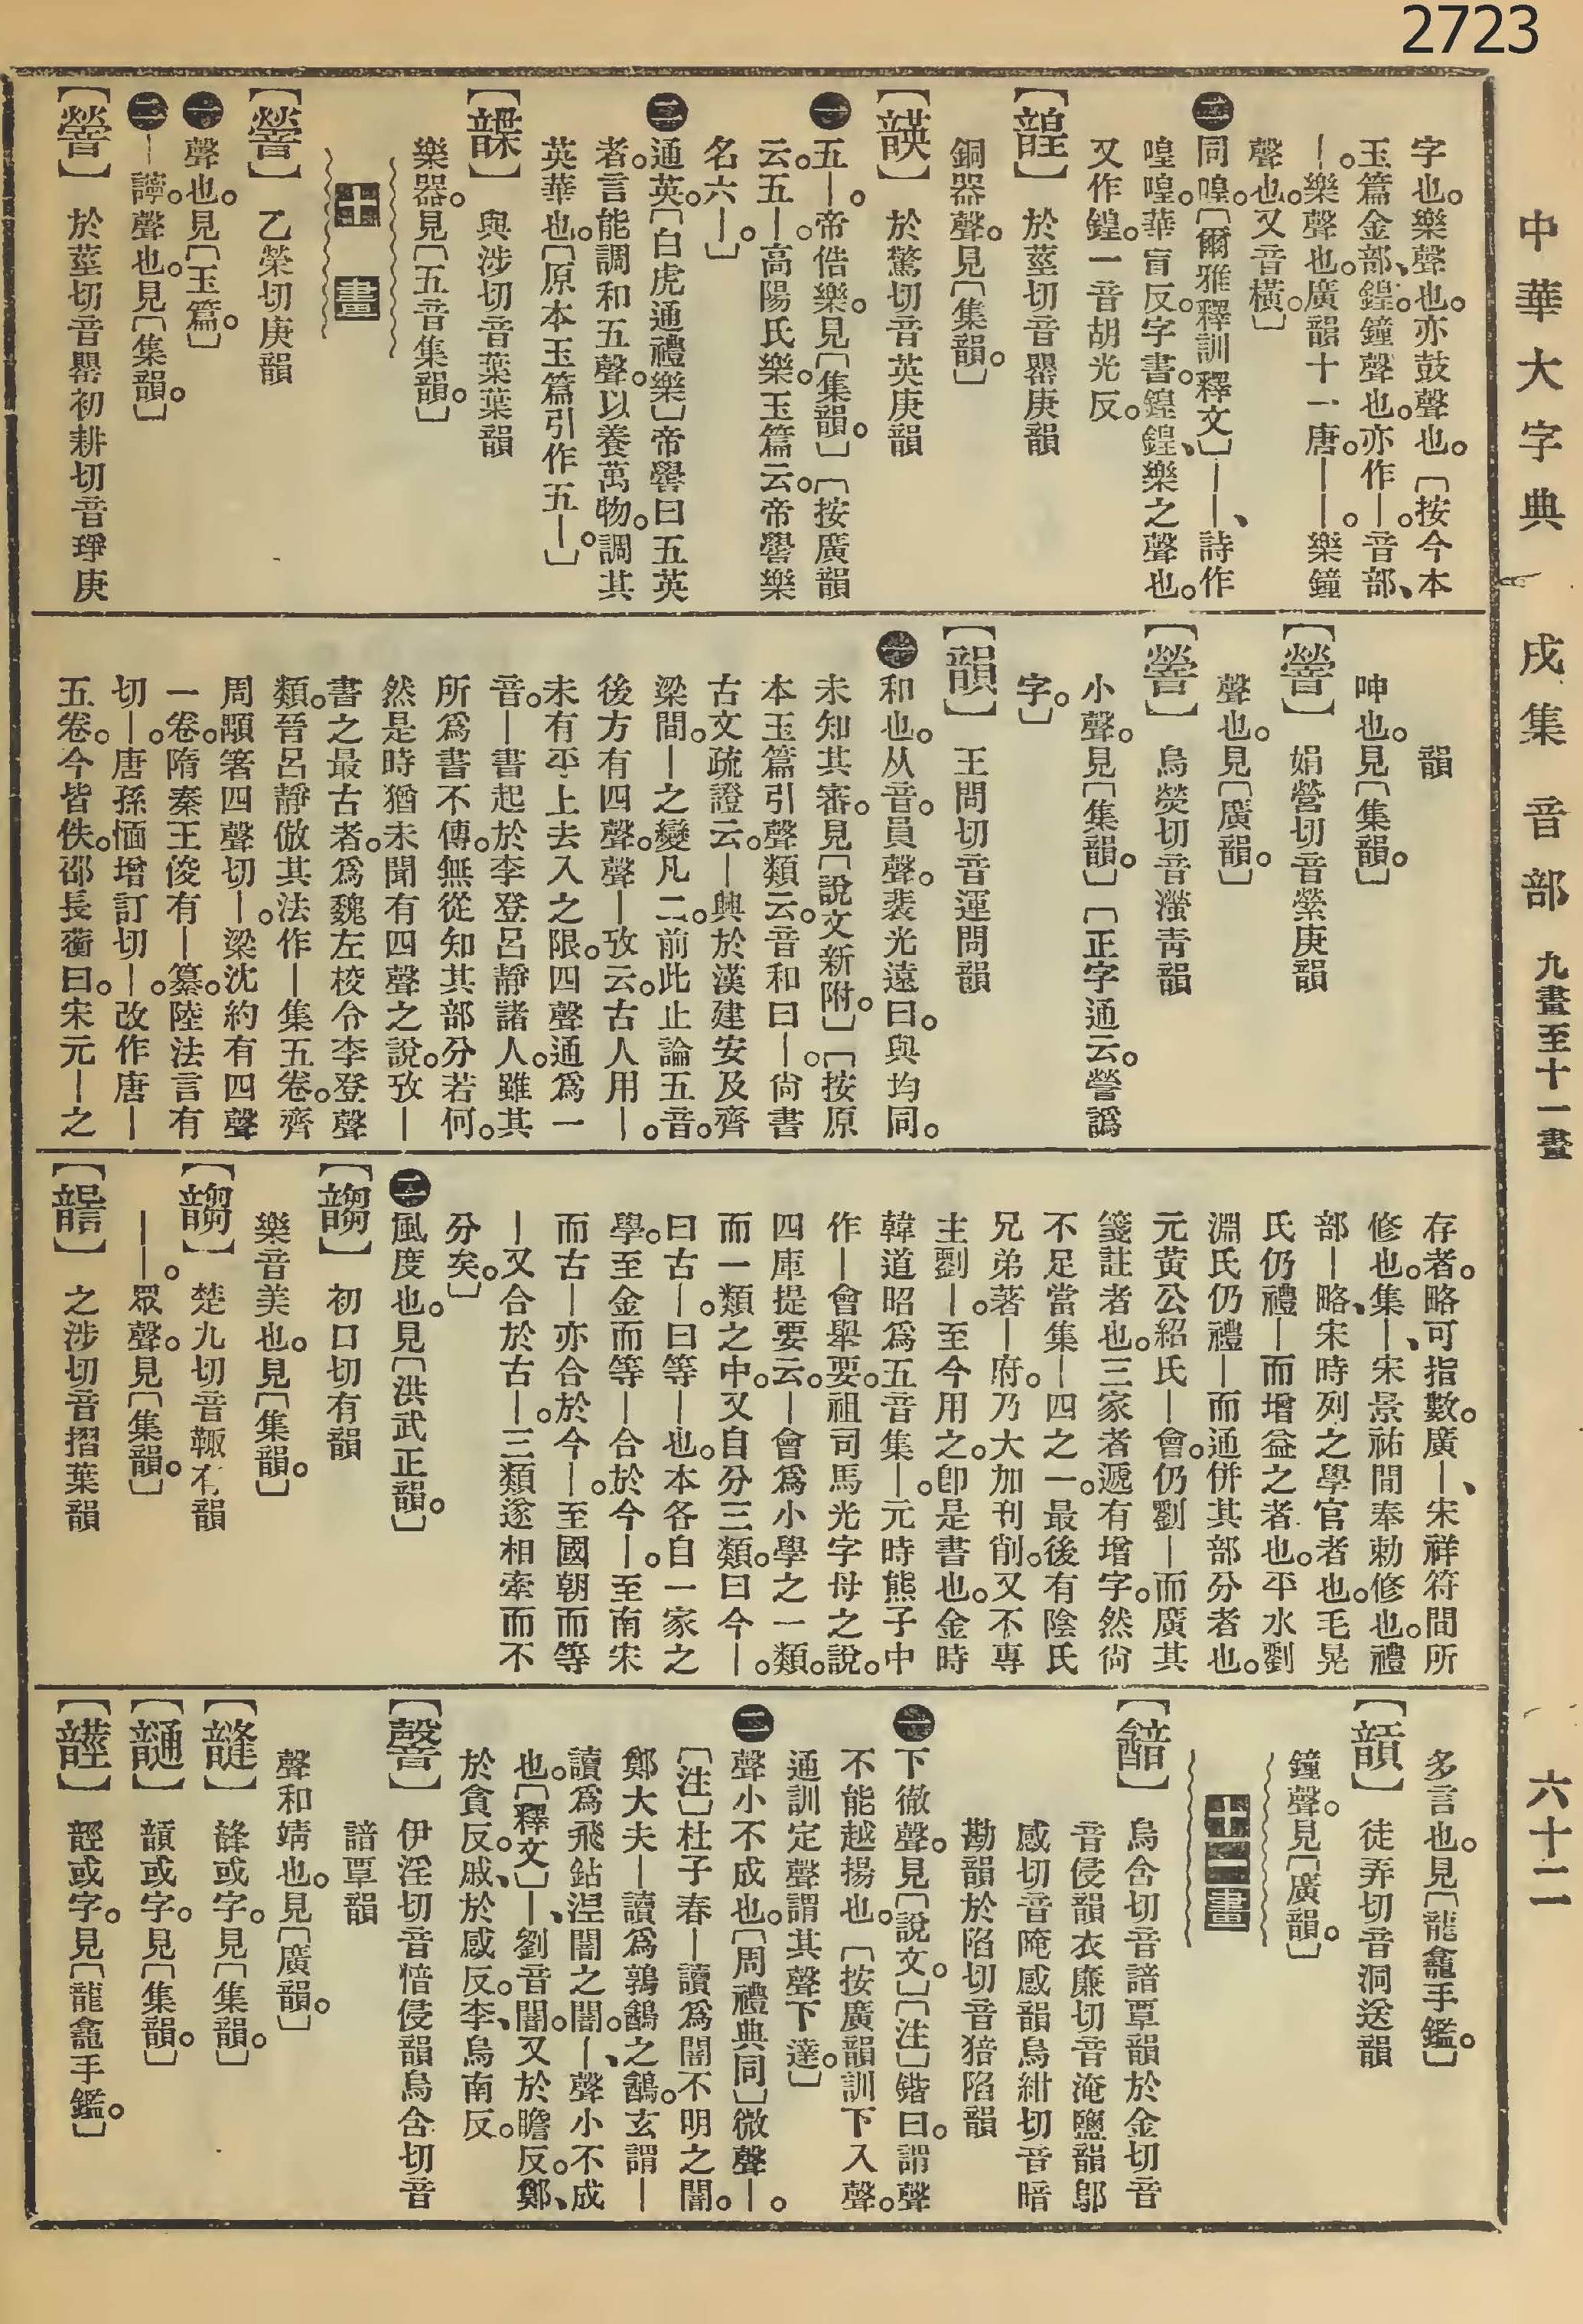 2723
中華大字典　戌集　音部　九畫至十一畫　六十二
字也。樂聲也。亦鼓聲也。〔按今本
玉篇金部、鍠。鐘聲也。亦作—。音部、
—。樂聲也。廣韻十一唐。——。樂鐘
聲也。又音橫。〕
㊁同喤。〔爾雅釋訓釋文〕——、詩作
喤喤。華盲反。字書。鍠鍠、樂之聲也。
又作鍠。一音胡光反。
【韹】　於莖切音罌庚韻
銅器聲。見〔集韻。〕
【韺】　於驚切音英庚韻
㊀五—。帝俈樂。見〔集韻。〕〔按廣韻
云。五—。高陽氏樂。玉篇云。帝嚳樂
名六—。〕
㊁通英。〔白虎通禮樂〕帝嚳曰五英
者。言能調和五聲。以養萬物。調其
英華也。〔原本玉篇引作五—。〕
【䪓】　與涉切音葉葉韻
樂器。見〔五音集韻。〕
十畫
【䪯】　乙榮切庚韻
㊀聲也。見〔玉篇。〕
㊁—䜓。聲也。見〔集韻。〕
【䪯】　於莖切音罌初耕切音琤庚
韻
呻也。見〔集韻。〕
【䪯】　娟營切音縈庚韻
聲也。見〔廣韻。〕
【䪯】　烏熒切音瀅青韻
小聲。見〔集韻。〕〔正字通云。䛭譌
字。〕
【韻】　王問切音運問韻
㊀和也。从音。員聲。裴光遠曰。與均同。
未知其審。見〔說文新附。〕〔按原
本玉篇引聲類云。音和曰—。尙書
古文疏證云。—興於漢建安及齊
梁間。—之變凡二。前此止論五音。
後方有四聲。聲—攷云。古人用—。
未有平上去入之限。四聲通爲一
音。—書起於李登呂靜諸人。雖其
所爲書不傳。無從知其部分若何。
然是時猶未聞有四聲之說。攷—
書之最古者。爲魏左校令李登聲
類。晉呂靜倣其法作—集五卷。齊
周顒箸四聲切—。梁沈約有四聲
一卷。隋秦王俊有—纂。陸法言有
切—。唐孫愐增訂切—。改作唐—
五卷。今皆佚。邵長蘅曰。宋元—之
存者。略可指數。廣—、宋祥符間所
修也。集—、宋景祐間奉勅修也。禮
部—略、宋時列之學官者也。毛晃
氏仍禮—而增益之者也。平水劉
淵氏仍禮—而通倂其部分者也。
元黃公紹氏—會。仍劉—而廣其
箋註者也。三家者遞有增字。然尙
不足當集—四之一。最後有陰氏
兄弟著—府。乃大加刊削。又不專
主劉—。至今用之。卽是書也。金時
韓道昭爲五音集—。元時熊子中
作—會舉要。祖司馬光字母之說。
四庫提要云。—會爲小學之一類。
而一類之中。又自分三類。曰今—。
曰古—。曰等—也。本各自一家之
學。至金而等—合於今—。至南宋
而古—亦合於今—。至國朝而等
—又合於古—。三類遂相牽而不
分矣。〕
㊁風度也。見〔洪武正韻。〕
【䪮】　初口切有韻
樂音美也。見〔集韻。〕
【䪮】　楚九切音𩋄有韻
——。眾聲。見〔集韻。〕
　之涉切音摺葉韻
多言也。見〔龍龕手鑑。〕
　徒弄切音洞送韻
鐘聲。見〔廣韻。〕
十一畫
【韽】　烏含切音諳覃韻於金切音
音侵韻衣廉切音淹鹽韻鄔
感切音唵感韻烏紺切音暗
勘韻於陷切音㛺陷韻
㊀下徹聲。見〔說文。〕〔注〕鍇曰。謂聲
不能越揚也。〔按廣韻訓下入聲。
通訓定聲謂其聲下達。〕
㊁聲小不成也。〔周禮典同〕微聲—。
〔注〕杜子春—讀爲闇不明之闇。
鄭大夫—讀爲鶉䳺之䳺。玄謂—
讀爲飛鉆涅闇之闇。—、聲小不成
也。〔釋文〕—、劉音闇。又於瞻反。鄭、
於貪反。戚、於感反。李、烏南反。
　伊淫切音愔侵韻烏含切音
諳覃韻
聲和靖也。見〔廣韻。〕
　韸或字。見〔集韻。〕
　䪚或字。見〔集韻。〕
　䪫或字。見〔龍龕手鑑。〕